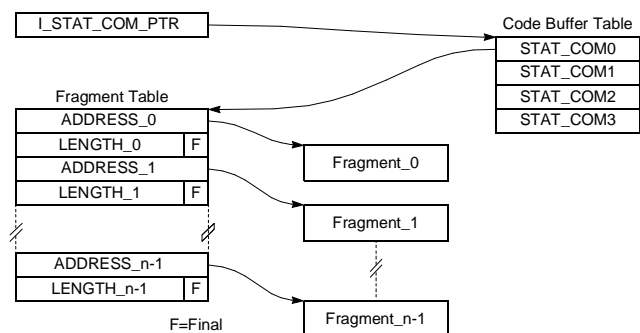 I_STAT_COM_PTR
Code Buffer Table
STAT_COM0
STAT_COM1
STAT_COM2
STAT_COM3
Fragment Table
ADDRESS_0
LENGTH_0 F
ADDRESS_1
LENGTH_1 F
ADDRESS_n-1
LENGTH_n-1 F
Fragment_0
Fragment_1
Fragment_n-1
F=Final